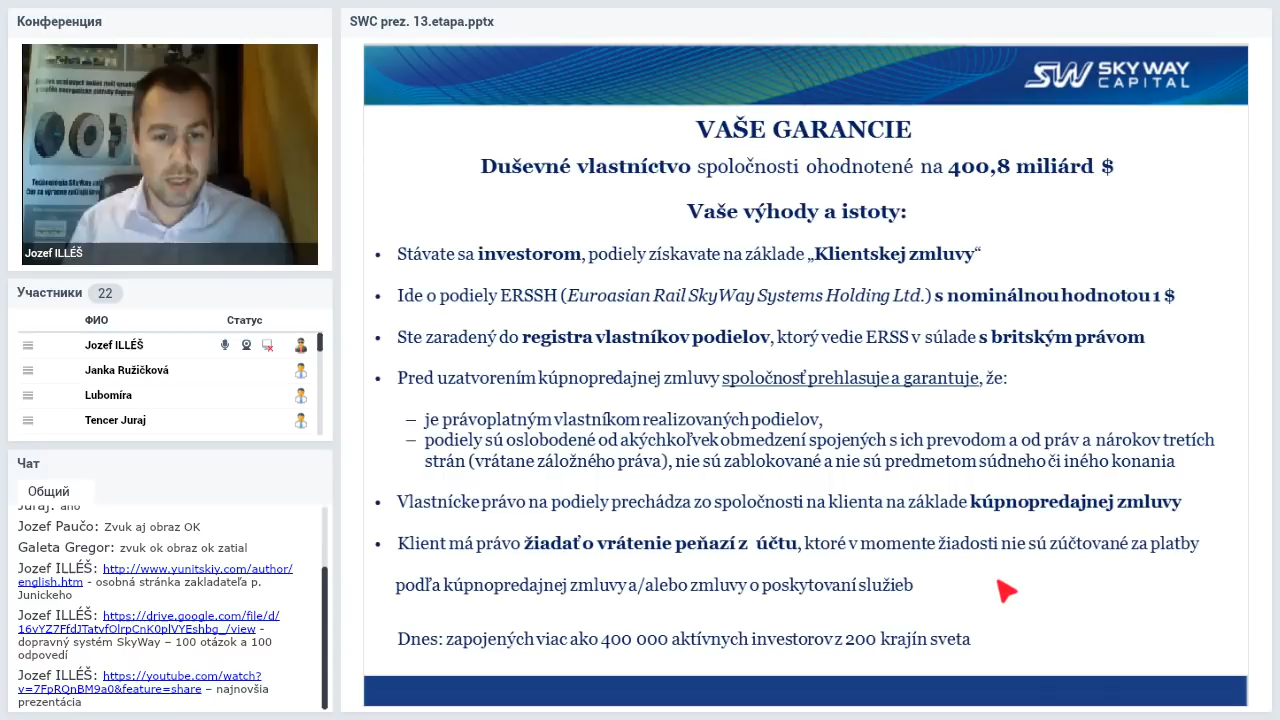 Конференция
Jozef ILLÉŠ
Участники 22
ФИО Статус
Jozef ILLÉŠ
Janka Ružičková
Lubomíra
Tencer Juraj
Чат
Общий
Juraj: áno
Jozef Paučo: Zvuk aj obraz OK
Galeta Gregor: zvuk ok obraz ok zatial
Jozef ILLÉŠ: http://www.yunitskiy.com/author/
english.htm - osobná stránka zakladateľa p.
Junickeho
Jozef ILLÉŠ: https://drive.google.com/file/d/
16vYZ7FfdJTatvfOlrpCnK0plVYEshbg_/view -
dopravný systém SkyWay – 100 otázok a 100
odpovedí
Jozef ILLÉŠ: https://youtube.com/watch?
v=7FpRQnBM9a0&feature=share – najnovšia
prezentácia
SWC prez. 13.etapa.pptx
SW SKY WAY
CAPITAL
VAŠE GARANCIE
Duševné vlastníctvo spoločnosti ohodnotené na 400,8 miliárd $
Vaše výhody a istoty:
• Stávate sa investorom, podiely získavate na základe „Klientskej zmluvy“
• Ide o podiely ERSSH (Euroasian Rail SkyWay Systems Holding Ltd.) s nominálnou hodnotou 1 $
• Ste zaradený do registra vlastníkov podielov, ktorý vedie ERSS v súlade s britským právom
• Pred uzatvorením kúpnopredajnej zmluvy spoločnosť prehlasuje a garantuje, že:
– je právoplatným vlastníkom realizovaných podielov,
– podiely sú oslobodené od akýchkoľvek obmedzení spojených s ich prevodom a od práv a nárokov tretích
strán (vrátane záložného práva), nie sú zablokované a nie sú predmetom súdneho či iného konania
• Vlastnícke právo na podiely prechádza zo spoločnosti na klienta na základe kúpnopredajnej zmluvy
• Klient má právo žiadať o vrátenie peňazí z účtu, ktoré v momente žiadosti nie sú zúčtované za platby
podľa kúpnopredajnej zmluvy a/alebo zmluvy o poskytovaní služieb
Dnes: zapojených viac ako 400 000 aktívnych investorov z 200 krajín sveta